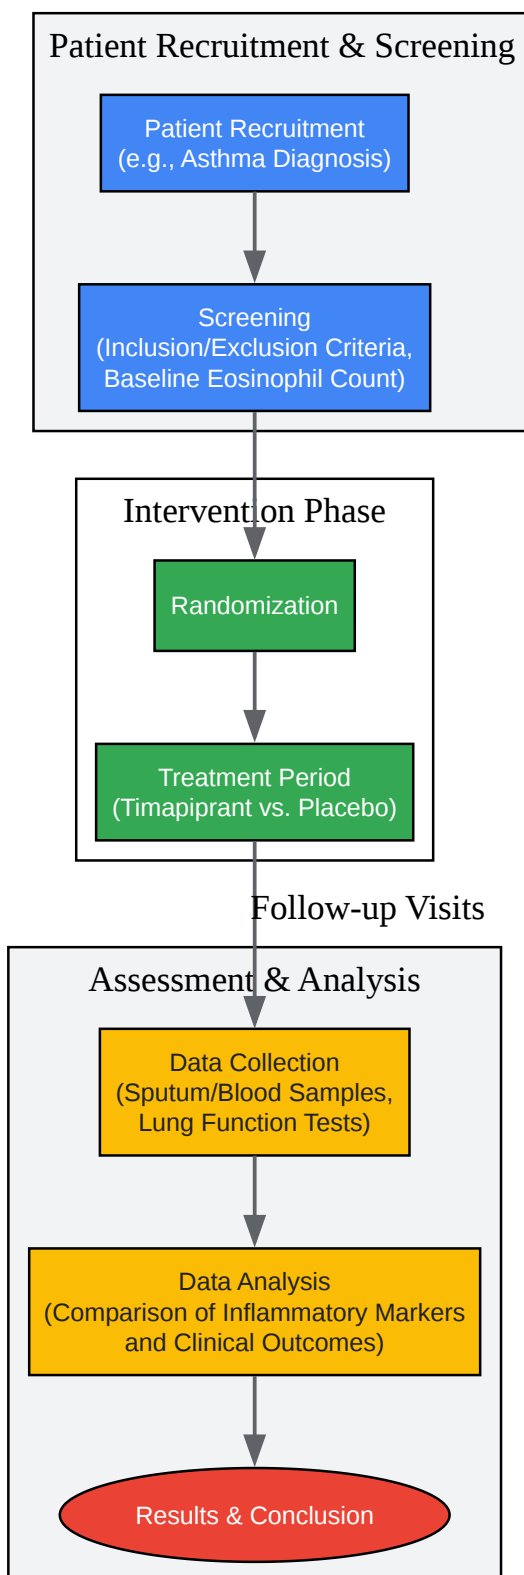 Patient Recruitment & Screening
Patient Recruitment
(e.g., Asthma Diagnosis)
Screening
(Inclusion/Exclusion Criteria,
Baseline Eosinophil Count)
Intervention Phase
Randomization
Treatment Period
(Timapiprant vs. Placebo)
Follow-up Visits
Assessment & Analysis
Data Collection
(Sputum/Blood Samples,
Lung Function Tests)
Data Analysis
(Comparison of Inflammatory Markers
and Clinical Outcomes)
Results & Conclusion